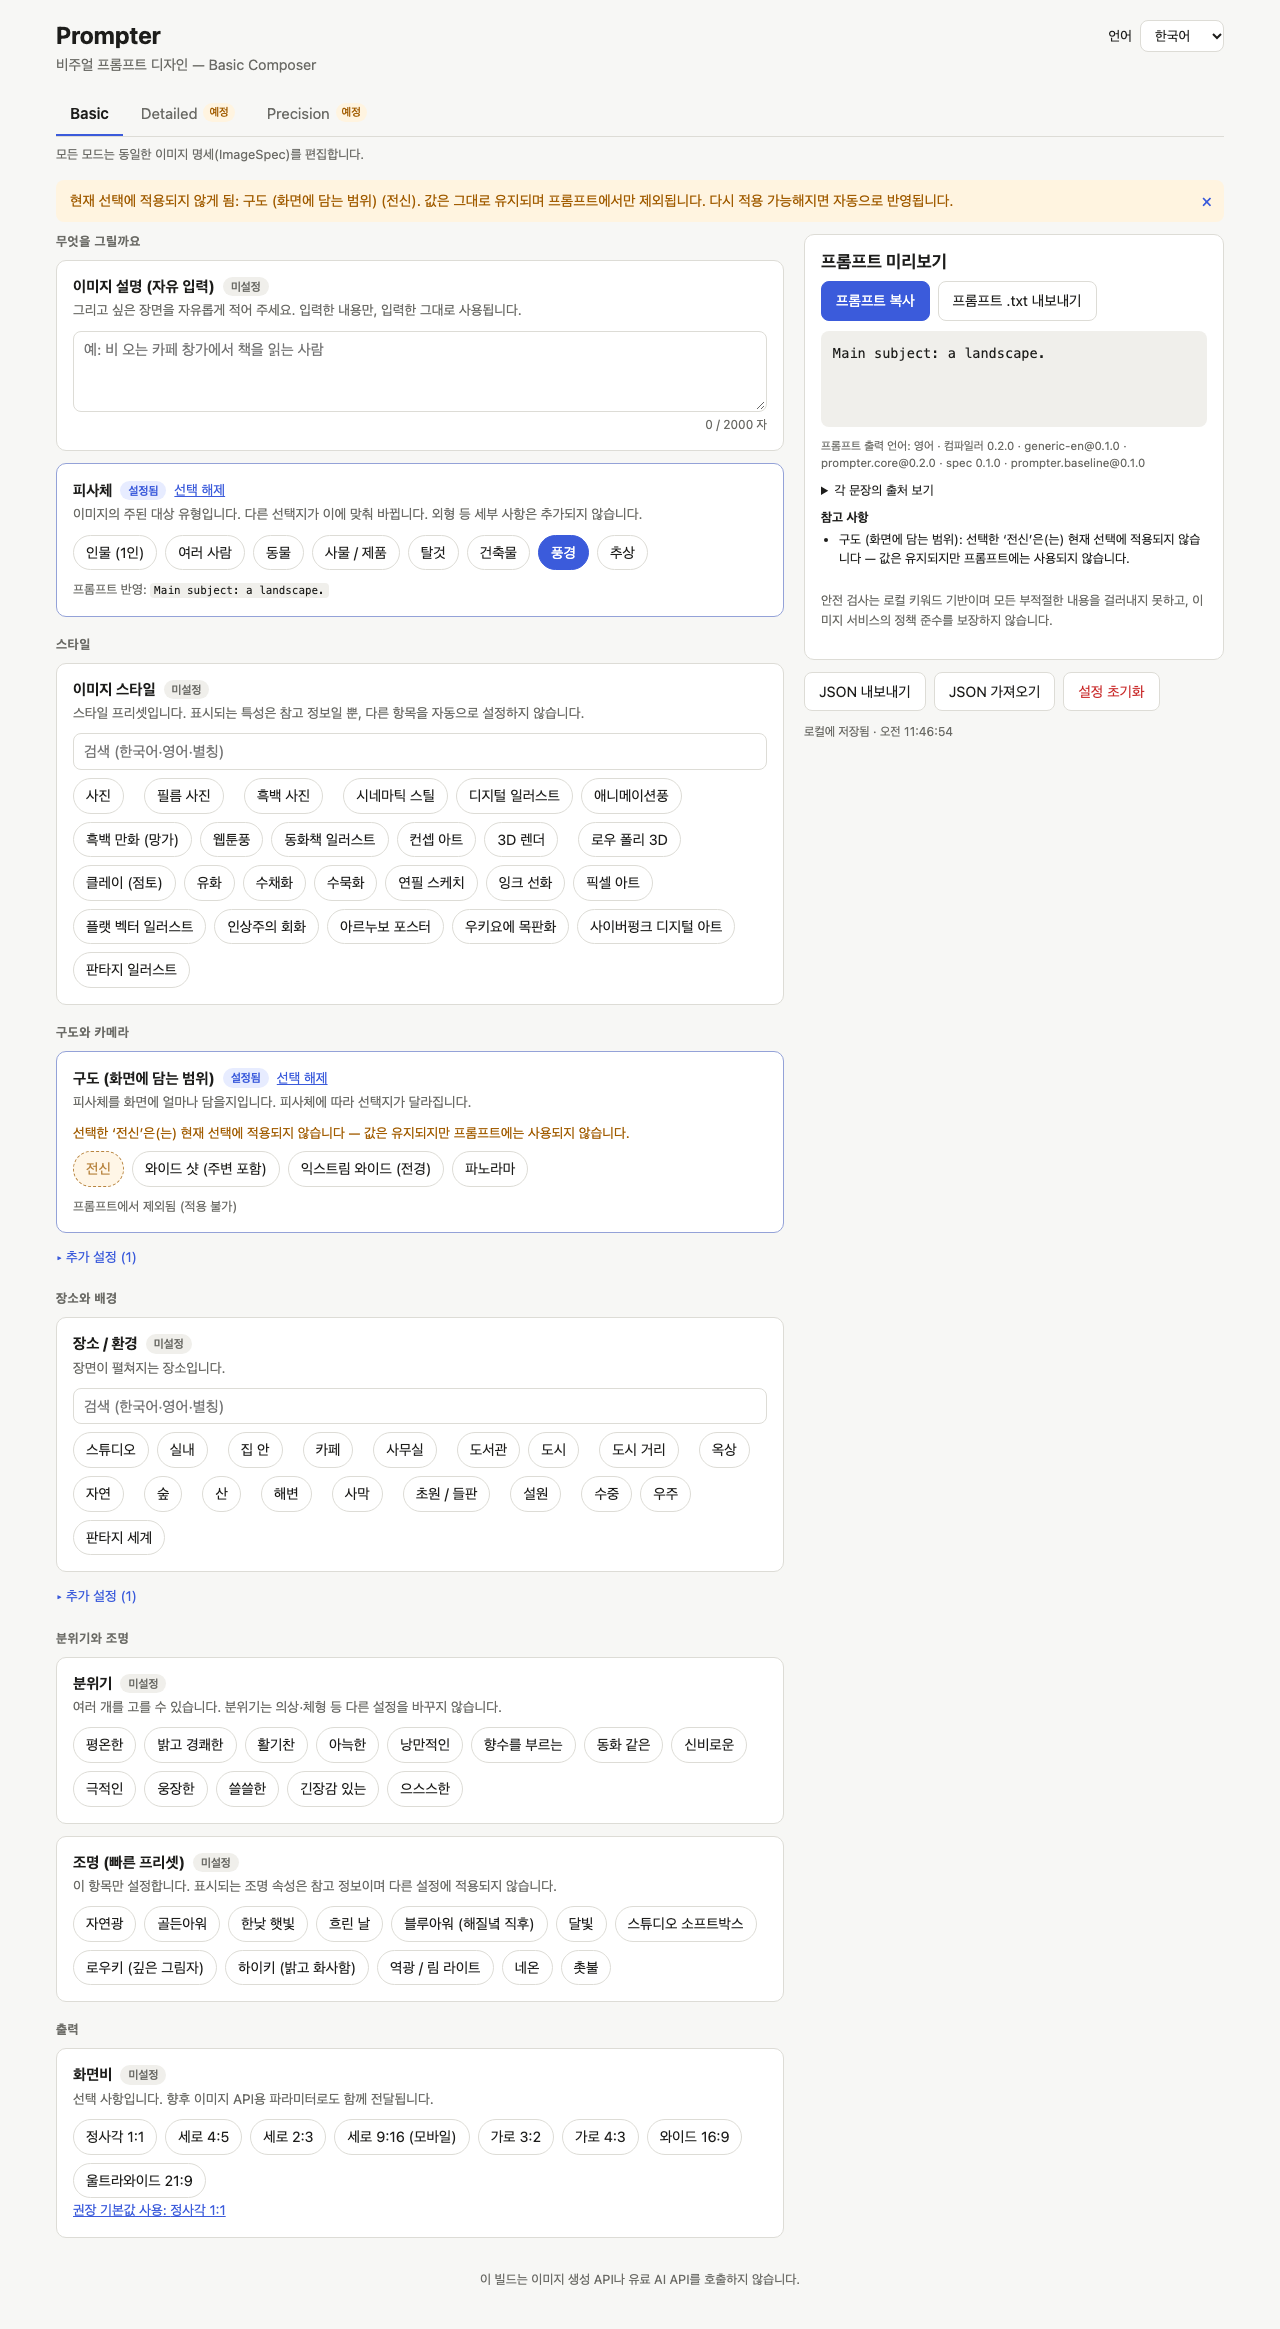 Prompter
언어 한국어
비주얼 프롬프트 디자인 — Basic Composer
Basic Detailed 예정 Precision 예정
모든 모드는 동일한 이미지 명세(ImageSpec)를 편집합니다.
현재 선택에 적용되지 않게 됨: 구도 (화면에 담는 범위) (전신). 값은 그대로 유지되며 프롬프트에서만 제외됩니다. 다시 적용 가능해지면 자동으로 반영됩니다. ×
무엇을 그릴까요
이미지 설명 (자유 입력) 미설정
그리고 싶은 장면을 자유롭게 적어 주세요. 입력한 내용만, 입력한 그대로 사용됩니다.
예: 비 오는 카페 창가에서 책을 읽는 사람
0 / 2000 자
피사체 설정됨 선택 해제
이미지의 주된 대상 유형입니다. 다른 선택지가 이에 맞춰 바뀝니다. 외형 등 세부 사항은 추가되지 않습니다.
인물 (1인) 여러 사람 동물 사물 / 제품 탈것 건축물 풍경 추상
프롬프트 반영: Main subject: a landscape.
스타일
이미지 스타일 미설정
스타일 프리셋입니다. 표시되는 특성은 참고 정보일 뿐, 다른 항목을 자동으로 설정하지 않습니다.
검색 (한국어·영어·별칭)
사진 필름 사진 흑백 사진 시네마틱 스틸 디지털 일러스트 애니메이션풍
흑백 만화 (망가) 웹툰풍 동화책 일러스트 컨셉 아트 3D 렌더 로우 폴리 3D
클레이 (점토) 유화 수채화 수묵화 연필 스케치 잉크 선화 픽셀 아트
플랫 벡터 일러스트 인상주의 회화 아르누보 포스터 우키요에 목판화 사이버펑크 디지털 아트
판타지 일러스트
구도와 카메라
구도 (화면에 담는 범위) 설정됨 선택 해제
피사체를 화면에 얼마나 담을지입니다. 피사체에 따라 선택지가 달라집니다.
선택한 ‘전신’은(는) 현재 선택에 적용되지 않습니다 — 값은 유지되지만 프롬프트에는 사용되지 않습니다.
전신 와이드 샷 (주변 포함) 익스트림 와이드 (전경) 파노라마
프롬프트에서 제외됨 (적용 불가)
▸ 추가 설정 (1)
장소와 배경
장소 / 환경 미설정
장면이 펼쳐지는 장소입니다.
검색 (한국어·영어·별칭)
스튜디오 실내 집 안 카페 사무실 도서관 도시 도시 거리 옥상
자연 숲 산 해변 사막 초원 / 들판 설원 수중 우주
판타지 세계
▸ 추가 설정 (1)
분위기와 조명
분위기 미설정
여러 개를 고를 수 있습니다. 분위기는 의상·체형 등 다른 설정을 바꾸지 않습니다.
평온한 밝고 경쾌한 활기찬 아늑한 낭만적인 향수를 부르는 동화 같은 신비로운
극적인 웅장한 쓸쓸한 긴장감 있는 으스스한
조명 (빠른 프리셋) 미설정
이 항목만 설정합니다. 표시되는 조명 속성은 참고 정보이며 다른 설정에 적용되지 않습니다.
자연광 골든아워 한낮 햇빛 흐린 날 블루아워 (해질녘 직후) 달빛 스튜디오 소프트박스
로우키 (깊은 그림자) 하이키 (밝고 화사함) 역광 / 림 라이트 네온 촛불
출력
화면비 미설정
선택 사항입니다. 향후 이미지 API용 파라미터로도 함께 전달됩니다.
정사각 1:1 세로 4:5 세로 2:3 세로 9:16 (모바일) 가로 3:2 가로 4:3 와이드 16:9
울트라와이드 21:9
권장 기본값 사용: 정사각 1:1
프롬프트 미리보기
프롬프트 복사 프롬프트 .txt 내보내기
Main subject: a landscape.
프롬프트 출력 언어: 영어 · 컴파일러 0.2.0 · generic-en@0.1.0 ·
prompter.core@0.2.0 · spec 0.1.0 · prompter.baseline@0.1.0
▶ 각 문장의 출처 보기
참고 사항
• 구도 (화면에 담는 범위): 선택한 ‘전신’은(는) 현재 선택에 적용되지 않습
니다 — 값은 유지되지만 프롬프트에는 사용되지 않습니다.
안전 검사는 로컬 키워드 기반이며 모든 부적절한 내용을 걸러내지 못하고, 이
미지 서비스의 정책 준수를 보장하지 않습니다.
JSON 내보내기 JSON 가져오기 설정 초기화
로컬에 저장됨 · 오전 11:46:54
이 빌드는 이미지 생성 API나 유료 AI API를 호출하지 않습니다.